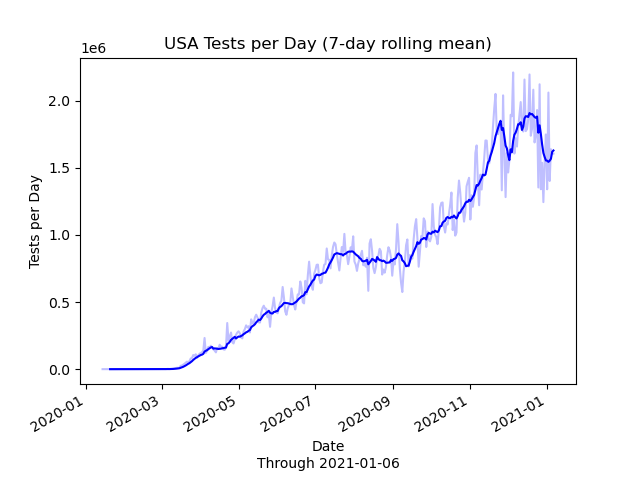 USA Tests per Day (7-day rolling mean)
1e6
2.0
1.5
1.0
0.5
0.0
Tests per Day
2020-01
2020-03
2020-05
2020-07
2020-09
2020-11
2021-01
Date
Through 2021-01-06